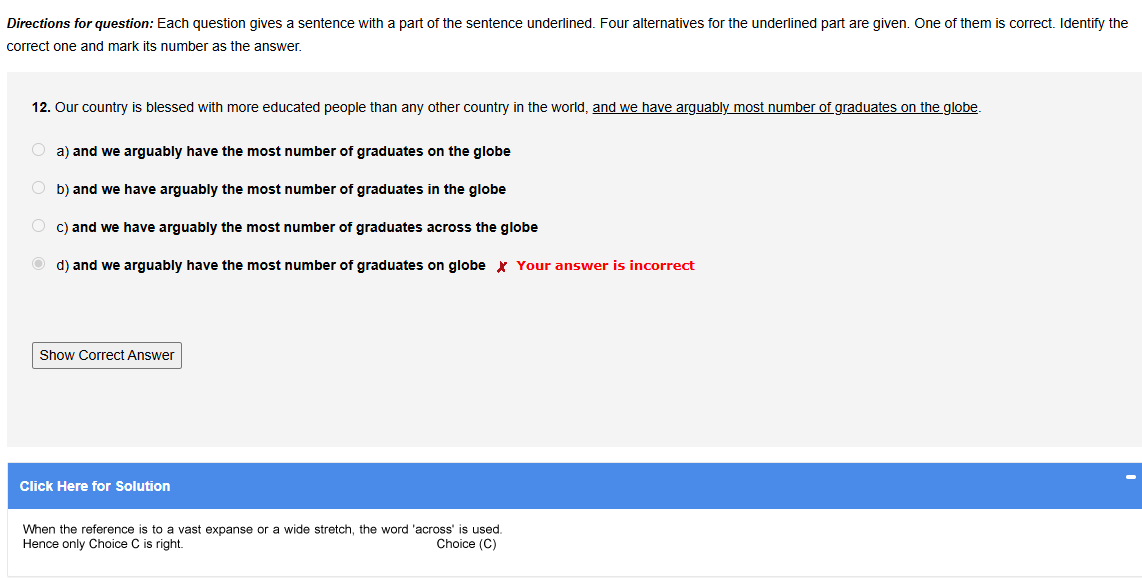 Directions for question: Each question gives a sentence with a part of the sentence underlined. Four alternatives for the underlined part are given. One of them is correct. Identify the
correct one and mark its number as the answer.
12. Our country is blessed with more educated people than any other country in the world, and we have arguably most number of graduates on the globe.
a) and we arguably have the most number of graduates on the globe
b) and we have arguably the most number of graduates in the globe
c) and we have arguably the most number of graduates across the globe
d) and we arguably have the most number of graduates on globe ✗ Your answer is incorrect
Show Correct Answer
Click Here for Solution
When the reference is to a vast expanse or a wide stretch, the word 'across' is used.
Hence only Choice C is right. Choice (C)